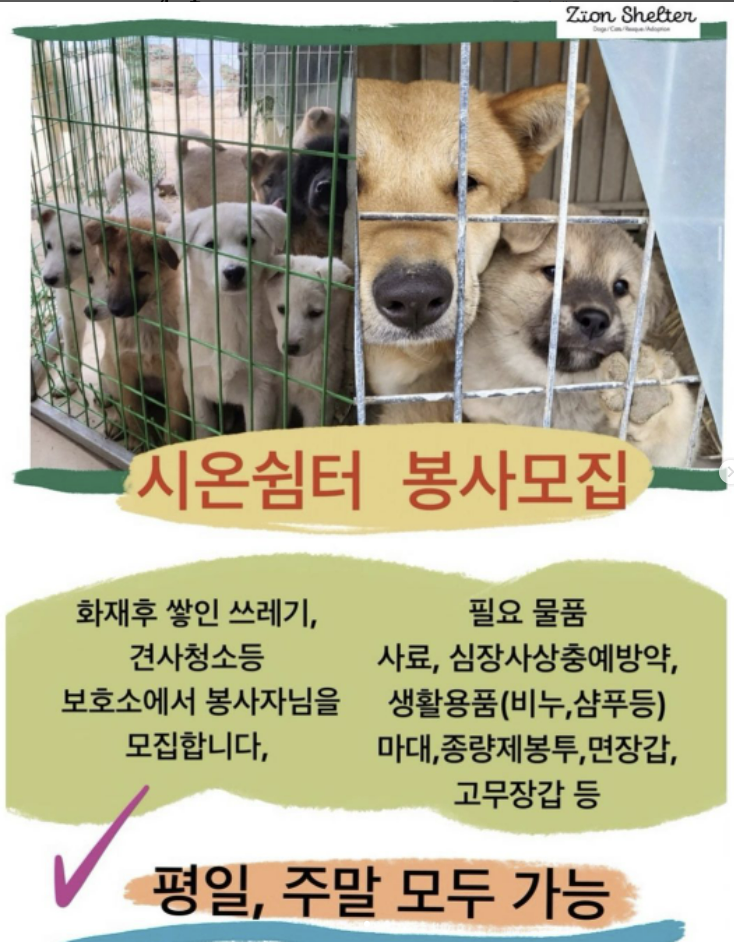 Zion Shelter
Dogs/Cats/Resque/Adoption
시온쉼터 봉사모집
화재후 쌓인 쓰레기,
견사청소등
보호소에서 봉사자님을
모집합니다,
필요 물품
사료, 심장사상충예방약,
생활용품(비누,샴푸등)
마대,종량제봉투,면장갑,
고무장갑 등
평일, 주말 모두 가능